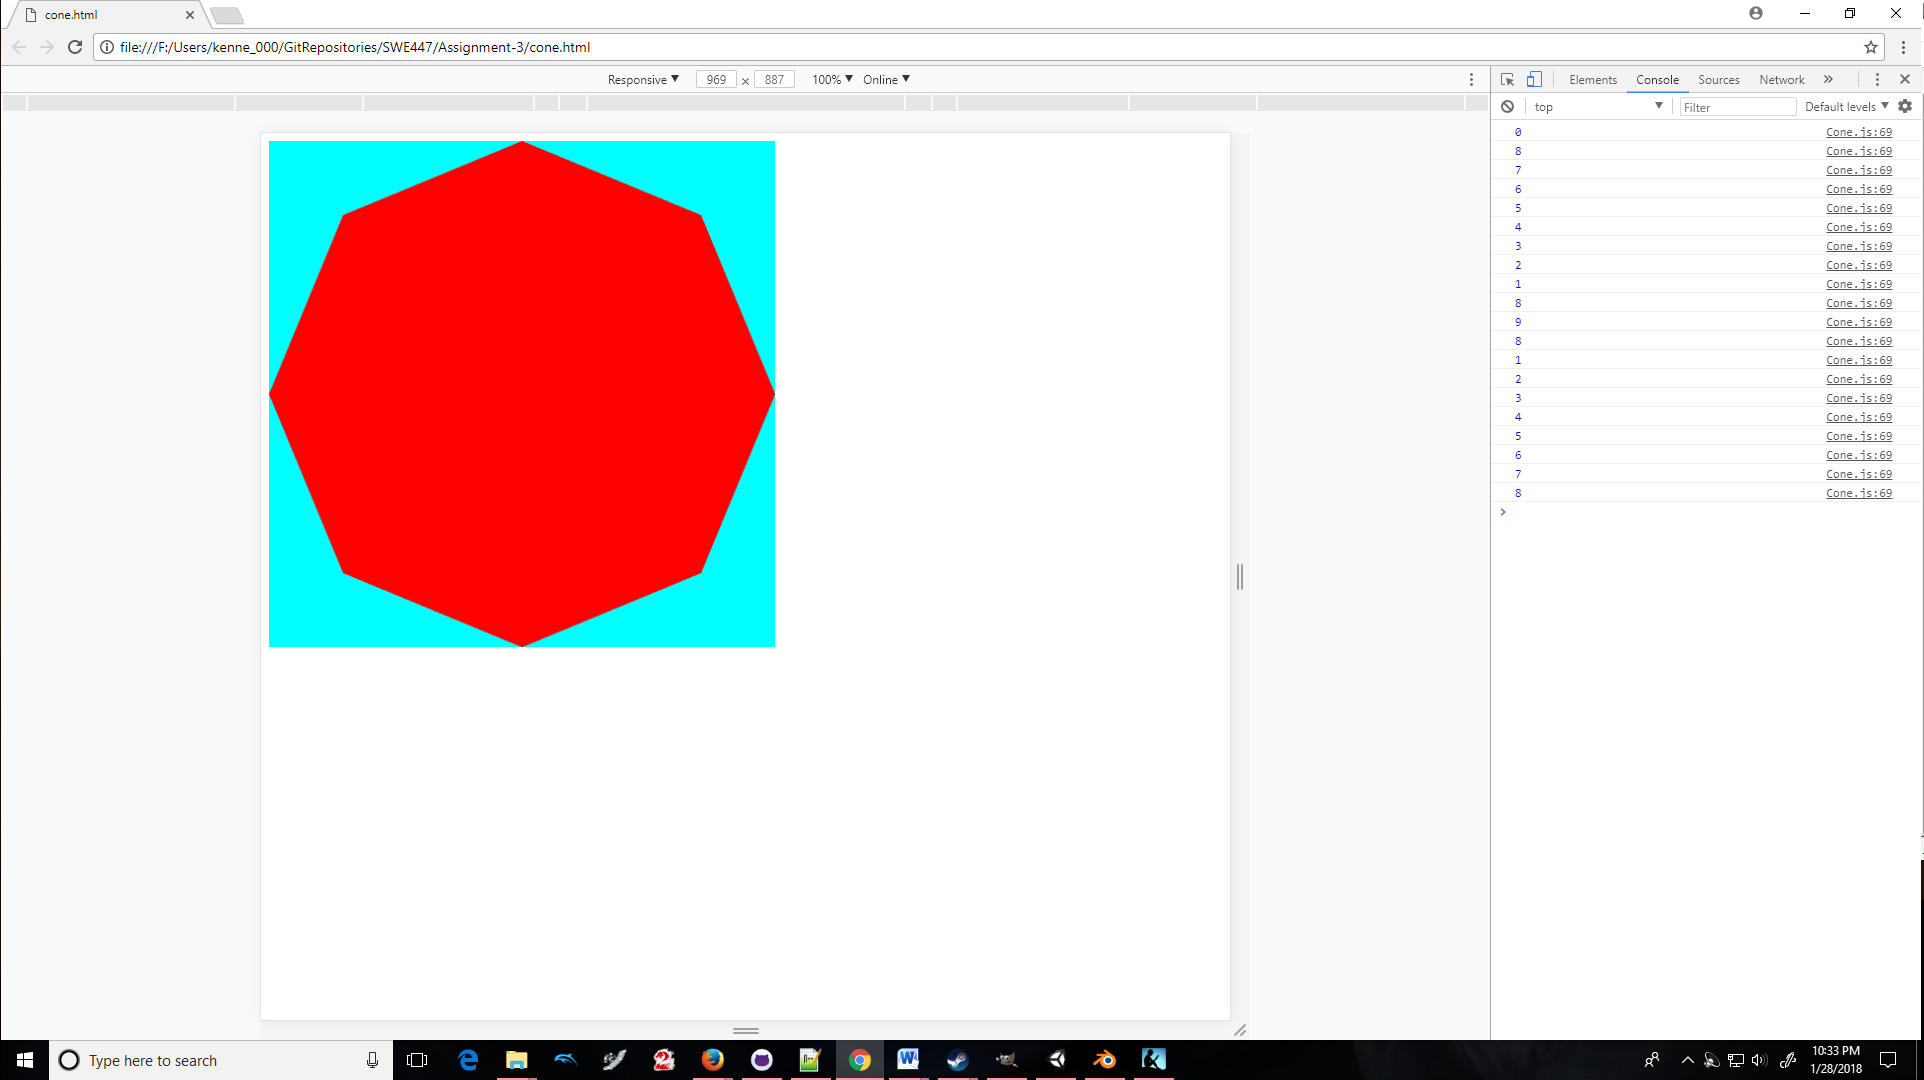 cone.html
file:///F:/Users/kenne_000/GitRepositories/SWE447/Assignment-3/cone.html
Responsive 969 × 887 100% Online
Elements Console Sources Network »
top Filter Default levels
0 Cone.js:69
8 Cone.js:69
7 Cone.js:69
6 Cone.js:69
5 Cone.js:69
4 Cone.js:69
3 Cone.js:69
2 Cone.js:69
1 Cone.js:69
8 Cone.js:69
9 Cone.js:69
8 Cone.js:69
1 Cone.js:69
2 Cone.js:69
3 Cone.js:69
4 Cone.js:69
5 Cone.js:69
6 Cone.js:69
7 Cone.js:69
8 Cone.js:69
Type here to search
10:33 PM
1/28/2018